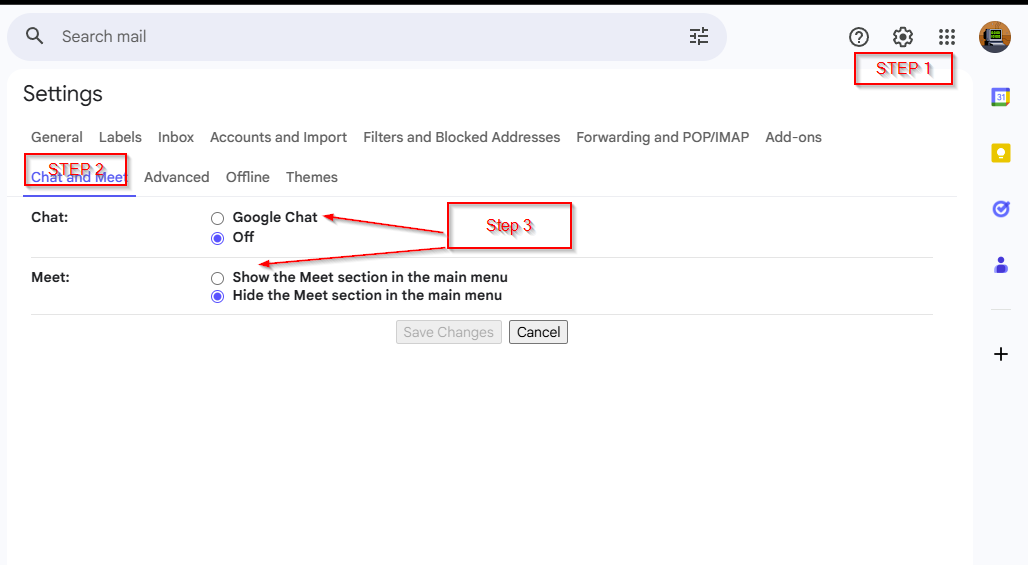 Search mail
STEP 1
Settings
General Labels Inbox Accounts and Import Filters and Blocked Addresses Forwarding and POP/IMAP Add-ons
STEP 2
Chat and Meet Advanced Offline Themes
Chat: Google Chat
Off
Step 3
Meet: Show the Meet section in the main menu
Hide the Meet section in the main menu
Save Changes Cancel
31